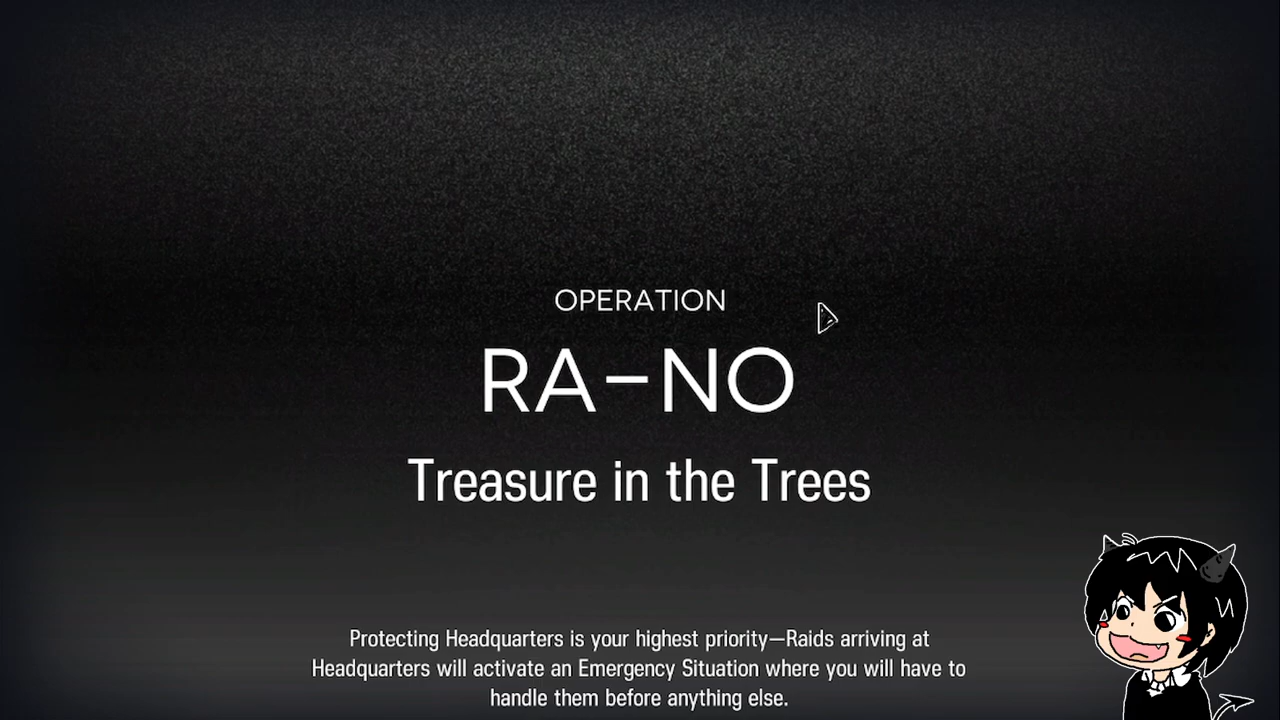 OPERATION
RA–NO
Treasure in the Trees
Protecting Headquarters is your highest priority—Raids arriving at
Headquarters will activate an Emergency Situation where you will have to
handle them before anything else.